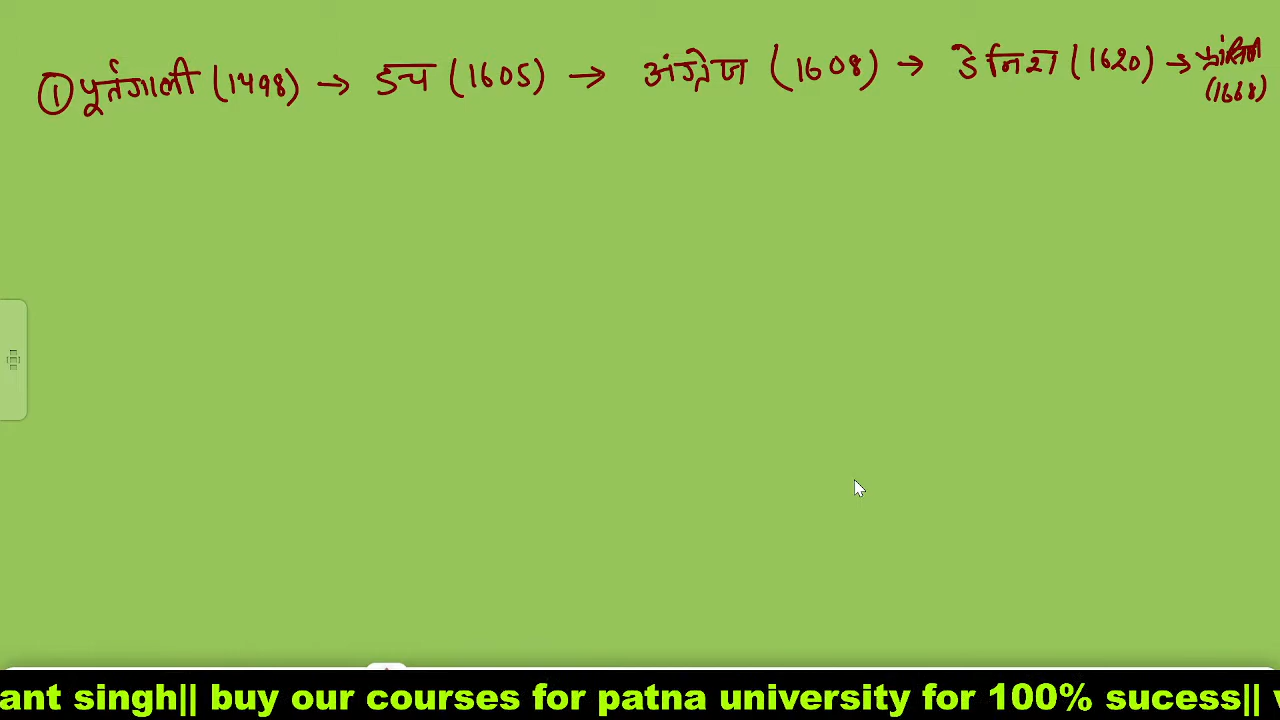 ① पूर्तगाली (1498) → डच (1605) → अंग्रेज (1608) → डेनिश (1620) →
(1668)
ant singh|| buy our courses for patna university for 100% sucess||